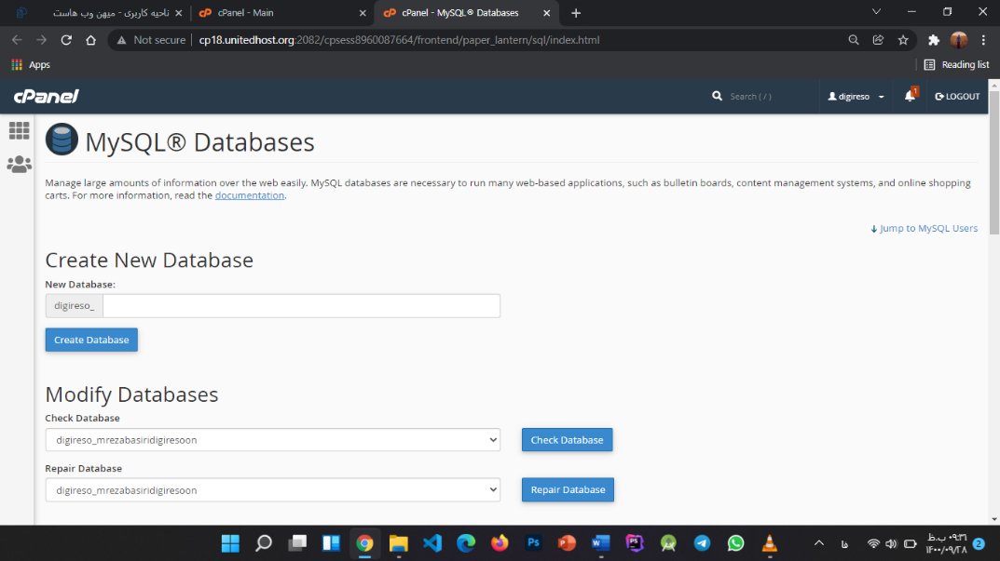 ناحیه کاربری - میهن وب هاست
cPanel - Main
cPanel - MySQL® Databases
Not secure
cp18.unitedhost.org:2082/cpsess8960087664/frontend/paper_lantern/sql/index.html
Apps
Reading list
cPanel
Search ( / )
digireso
1
LOGOUT
MySQL® Databases
Manage large amounts of information over the web easily. MySQL databases are necessary to run many web-based applications, such as bulletin boards, content management systems, and online shopping
carts. For more information, read the documentation.
Jump to MySQL Users
Create New Database
New Database:
digireso_
Create Database
Modify Databases
Check Database
digireso_mrezabasiridigiresoon
Check Database
Repair Database
digireso_mrezabasiridigiresoon
Repair Database
Ps
P
W
PS
فا
۰۹:۳۱ ب.ظ
۱۴۰۰/۰۹/۲۸
2